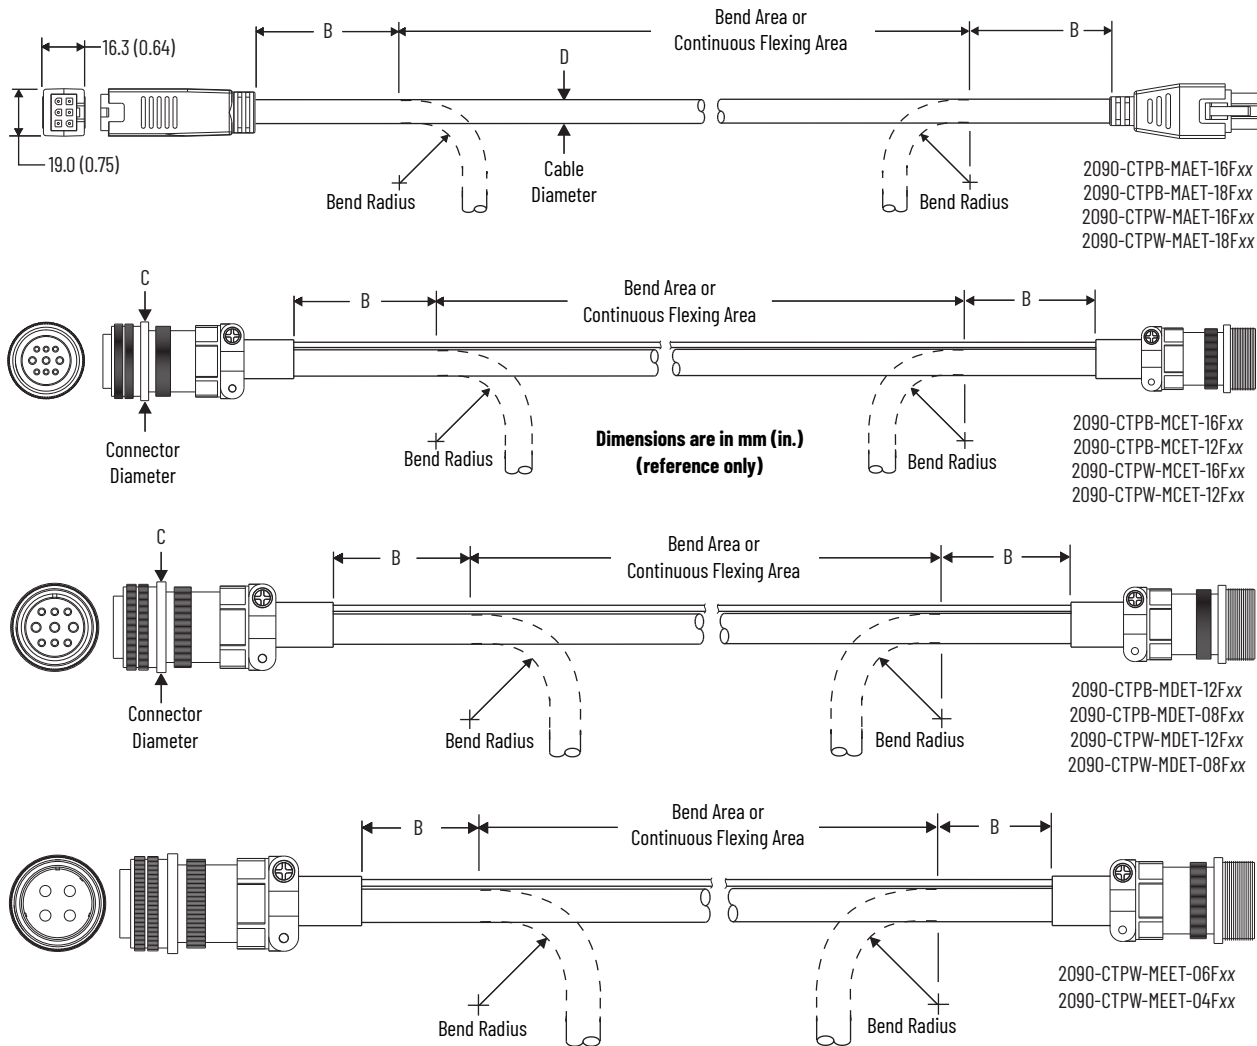 Bend Area or
Continuous Flexing Area
B
B
16.3 (0.64)
D
19.0 (0.75)
Cable
Diameter
Bend Radius
Bend Radius
2090-CTPB-MAET-16Fxx
2090-CTPB-MAET-18Fxx
2090-CTPW-MAET-16Fxx
2090-CTPW-MAET-18Fxx
C
Bend Area or
Continuous Flexing Area
B
B
Connector
Diameter
Bend Radius
Dimensions are in mm (in.)
(reference only)
Bend Radius
2090-CTPB-MCET-16Fxx
2090-CTPB-MCET-12Fxx
2090-CTPW-MCET-16Fxx
2090-CTPW-MCET-12Fxx
C
Bend Area or
Continuous Flexing Area
B
B
Connector
Diameter
Bend Radius
Bend Radius
2090-CTPB-MDET-12Fxx
2090-CTPB-MDET-08Fxx
2090-CTPW-MDET-12Fxx
2090-CTPW-MDET-08Fxx
Bend Area or
Continuous Flexing Area
B
B
Bend Radius
Bend Radius
2090-CTPW-MEET-06Fxx
2090-CTPW-MEET-04Fxx